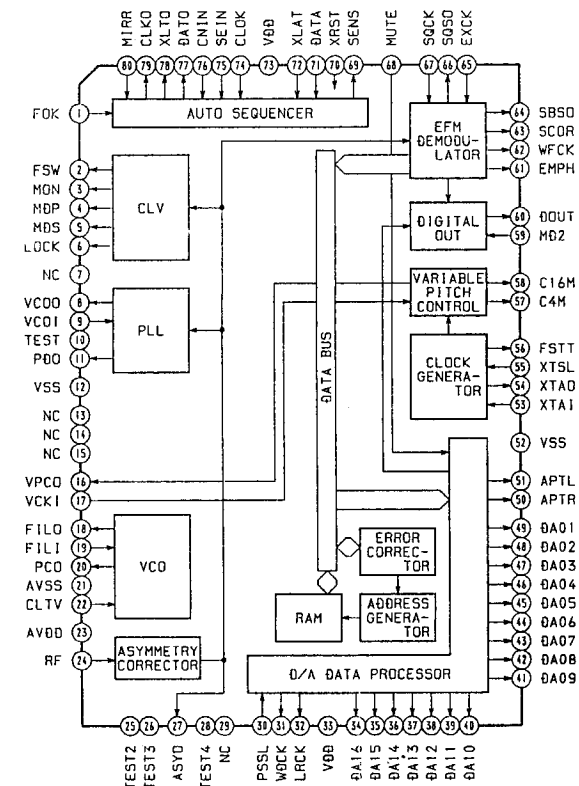 MIRR
CLKO
XLTO
DATO
CNIN
SEIN
CLOK
VDD
XLAT
DATA
XRST
SENS
MUTE
SQCK
SQSO
EXCK
80
79
78
77
76
75
74
73
72
71
70
69
68
67
66
65
FOK 1
AUTO SEQUENCER
EFM
DEMODU-
LATOR
64 SBSO
63 SCOR
62 WFCK
61 EMPH
FSW 2
MON 3
MDP 4
MDS 5
LOCK 6
CLV
DIGITAL
OUT
60 DOUT
59 MD2
NC 7
VARIABLE
PITCH
CONTROL
58 C16M
57 C4M
VCOO 8
VCOI 9
TEST 10
PDO 11
PLL
DATA BUS
CLOCK
GENERA-
TOR
56 FSTT
55 XTSL
54 XTAO
53 XTAI
VSS 12
NC 13
NC 14
NC 15
52 VSS
VPCO 16
VCKI 17
51 APTL
50 APTR
FILO 18
FILI 19
PCO 20
AVSS 21
CLTV 22
VCO
ERROR
CORREC-
TOR
49 DA01
48 DA02
47 DA03
46 DA04
45 DA05
44 DA06
43 DA07
42 DA08
41 DA09
RAM
ADDRESS
GENERA-
TOR
AVDD 23
RF 24
ASYMMETRY
CORRECTOR
D/A DATA PROCESSOR
25
26
27
28
29
30
31
32
33
34
35
36
37
38
39
40
TEST2
TEST3
ASYO
TEST4
NC
PSSL
WDCK
LRCK
VDD
DA16
DA15
DA14
DA13
DA12
DA11
DA10